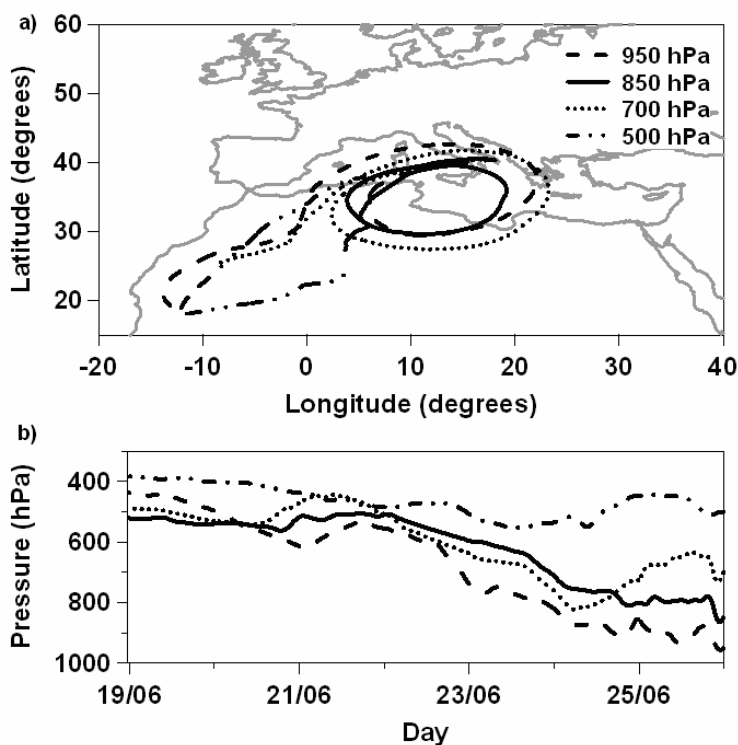 a)
60
50
40
30
20
Latitude (degrees)
950 hPa
850 hPa
700 hPa
500 hPa
-20 -10 0 10 20 30 40
Longitude (degrees)
b)
400
600
800
1000
Pressure (hPa)
19/06 21/06 23/06 25/06
Day